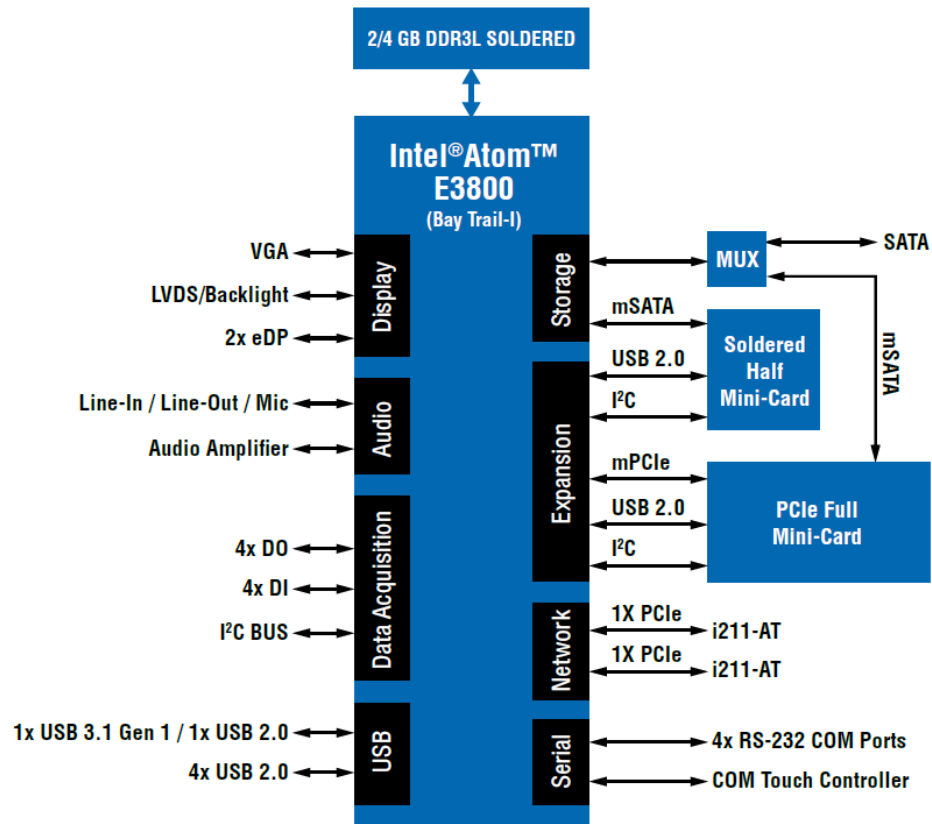 2/4 GB DDR3L SOLDERED
Intel®Atom™
E3800
(Bay Trail-I)
VGA
LVDS/Backlight
2x eDP
Display
Line-In / Line-Out / Mic
Audio Amplifier
Audio
4x DO
4x DI
I²C BUS
Data Acquisition
1x USB 3.1 Gen 1 / 1x USB 2.0
4x USB 2.0
USB
Storage
MUX
SATA
mSATA
mSATA
Soldered
Half
Mini-Card
Expansion
USB 2.0
I²C
mPCIe
USB 2.0
I²C
PCIe Full
Mini-Card
Network
1X PCIe
i211-AT
1X PCIe
i211-AT
Serial
4x RS-232 COM Ports
COM Touch Controller